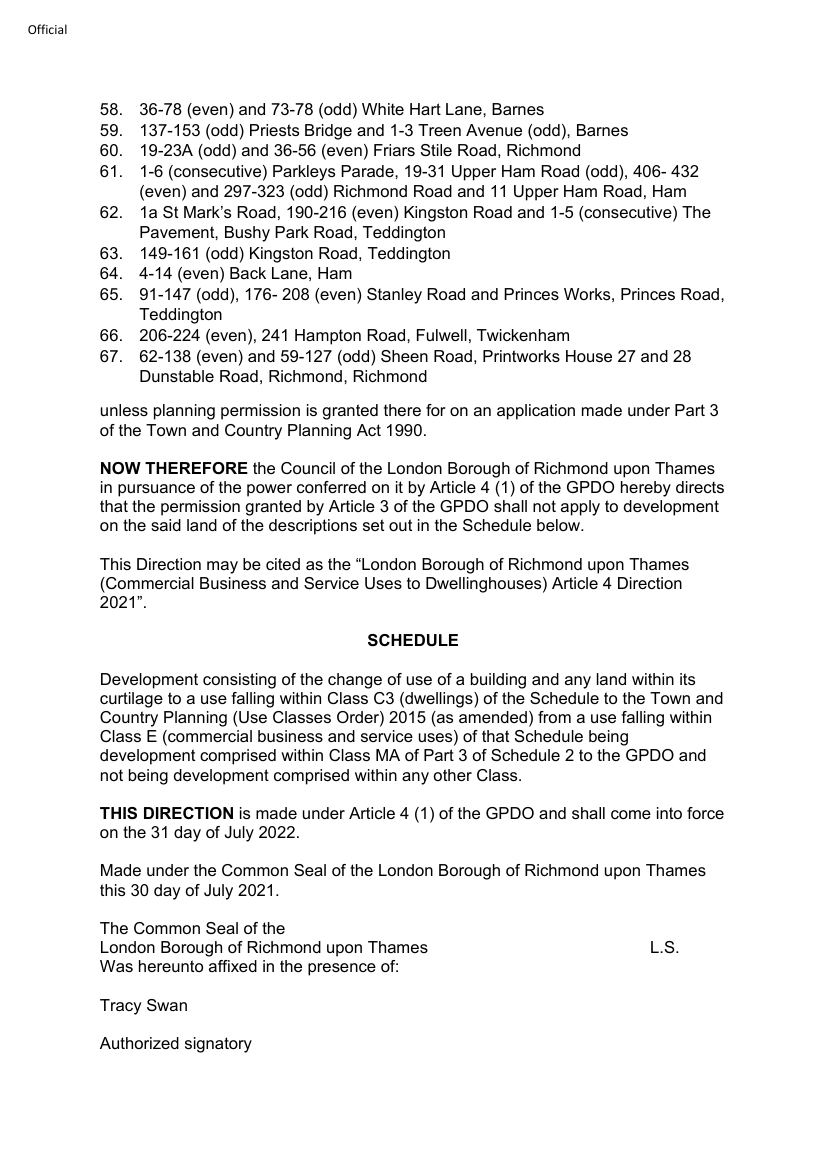 Official
58. 36-78 (even) and 73-78 (odd) White Hart Lane, Barnes
59. 137-153 (odd) Priests Bridge and 1-3 Treen Avenue (odd), Barnes
60. 19-23A (odd) and 36-56 (even) Friars Stile Road, Richmond
61. 1-6 (consecutive) Parkleys Parade, 19-31 Upper Ham Road (odd), 406- 432
(even) and 297-323 (odd) Richmond Road and 11 Upper Ham Road, Ham
62. 1a St Mark’s Road, 190-216 (even) Kingston Road and 1-5 (consecutive) The
Pavement, Bushy Park Road, Teddington
63. 149-161 (odd) Kingston Road, Teddington
64. 4-14 (even) Back Lane, Ham
65. 91-147 (odd), 176- 208 (even) Stanley Road and Princes Works, Princes Road,
Teddington
66. 206-224 (even), 241 Hampton Road, Fulwell, Twickenham
67. 62-138 (even) and 59-127 (odd) Sheen Road, Printworks House 27 and 28
Dunstable Road, Richmond, Richmond
unless planning permission is granted there for on an application made under Part 3
of the Town and Country Planning Act 1990.
NOW THEREFORE the Council of the London Borough of Richmond upon Thames
in pursuance of the power conferred on it by Article 4 (1) of the GPDO hereby directs
that the permission granted by Article 3 of the GPDO shall not apply to development
on the said land of the descriptions set out in the Schedule below.
This Direction may be cited as the “London Borough of Richmond upon Thames
(Commercial Business and Service Uses to Dwellinghouses) Article 4 Direction
2021”.
SCHEDULE
Development consisting of the change of use of a building and any land within its
curtilage to a use falling within Class C3 (dwellings) of the Schedule to the Town and
Country Planning (Use Classes Order) 2015 (as amended) from a use falling within
Class E (commercial business and service uses) of that Schedule being
development comprised within Class MA of Part 3 of Schedule 2 to the GPDO and
not being development comprised within any other Class.
THIS DIRECTION is made under Article 4 (1) of the GPDO and shall come into force
on the 31 day of July 2022.
Made under the Common Seal of the London Borough of Richmond upon Thames
this 30 day of July 2021.
The Common Seal of the
London Borough of Richmond upon Thames L.S.
Was hereunto affixed in the presence of:
Tracy Swan
Authorized signatory